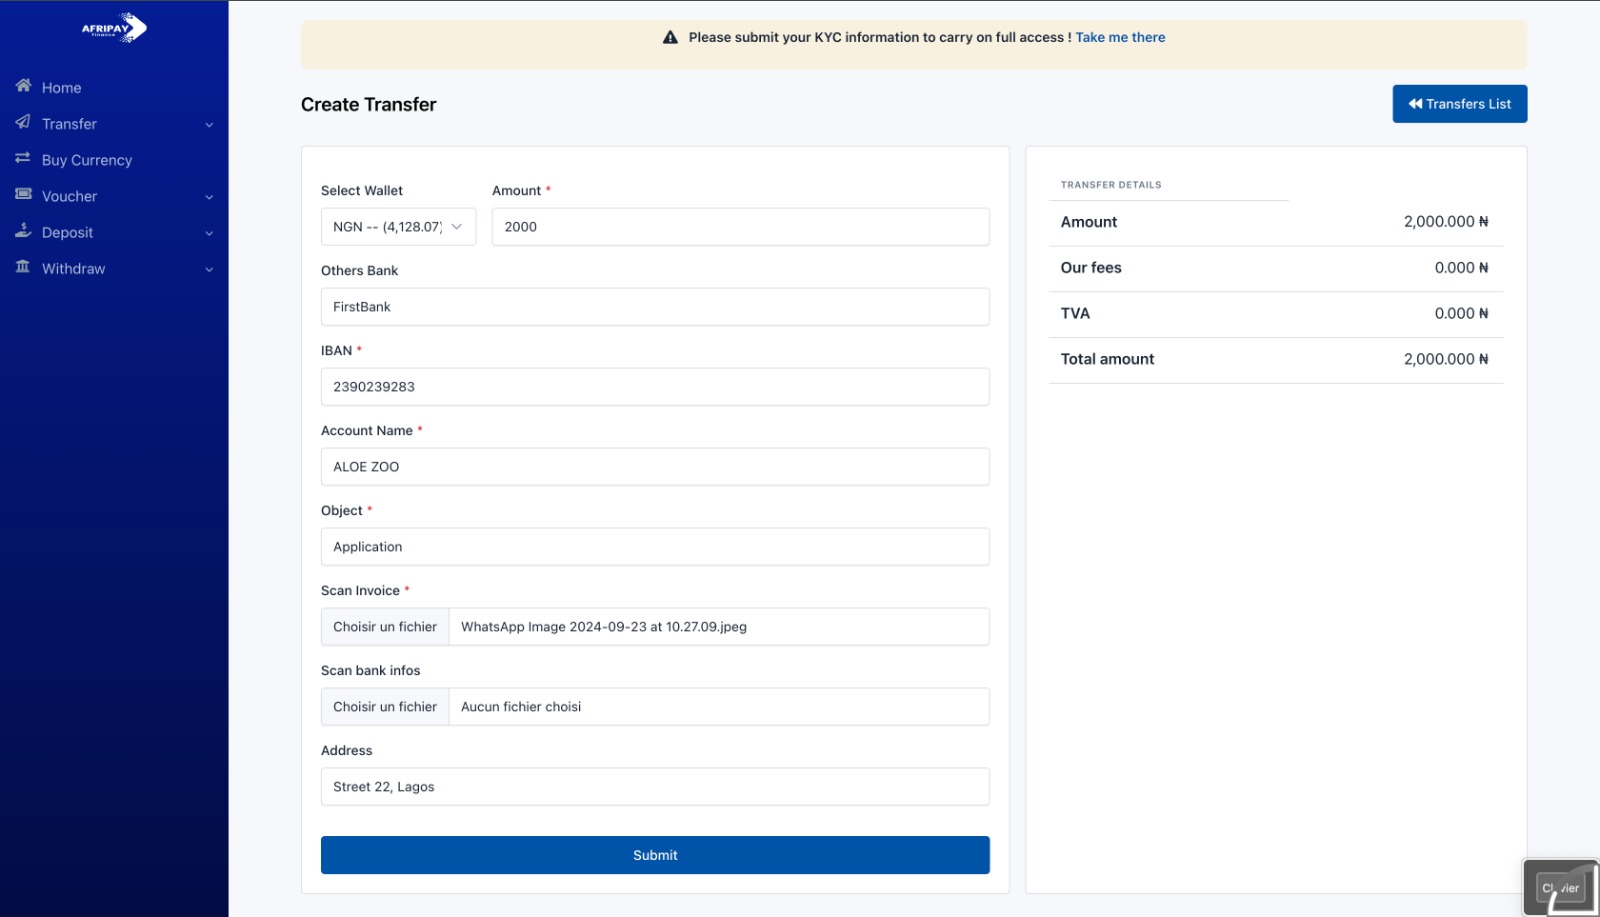 AFRIPAY
finance
Home
Transfer
Buy Currency
Voucher
Deposit
Withdraw
Please submit your KYC information to carry on full access ! Take me there
Create Transfer
Transfers List
Select Wallet
Amount *
NGN -- (4,128.07)
2000
Others Bank
FirstBank
IBAN *
2390239283
Account Name *
ALOE ZOO
Object *
Application
Scan Invoice *
Choisir un fichier
WhatsApp Image 2024-09-23 at 10.27.09.jpeg
Scan bank infos
Choisir un fichier
Aucun fichier choisi
Address
Street 22, Lagos
Submit
TRANSFER DETAILS
Amount 2,000.000 ₦
Our fees 0.000 ₦
TVA 0.000 ₦
Total amount 2,000.000 ₦